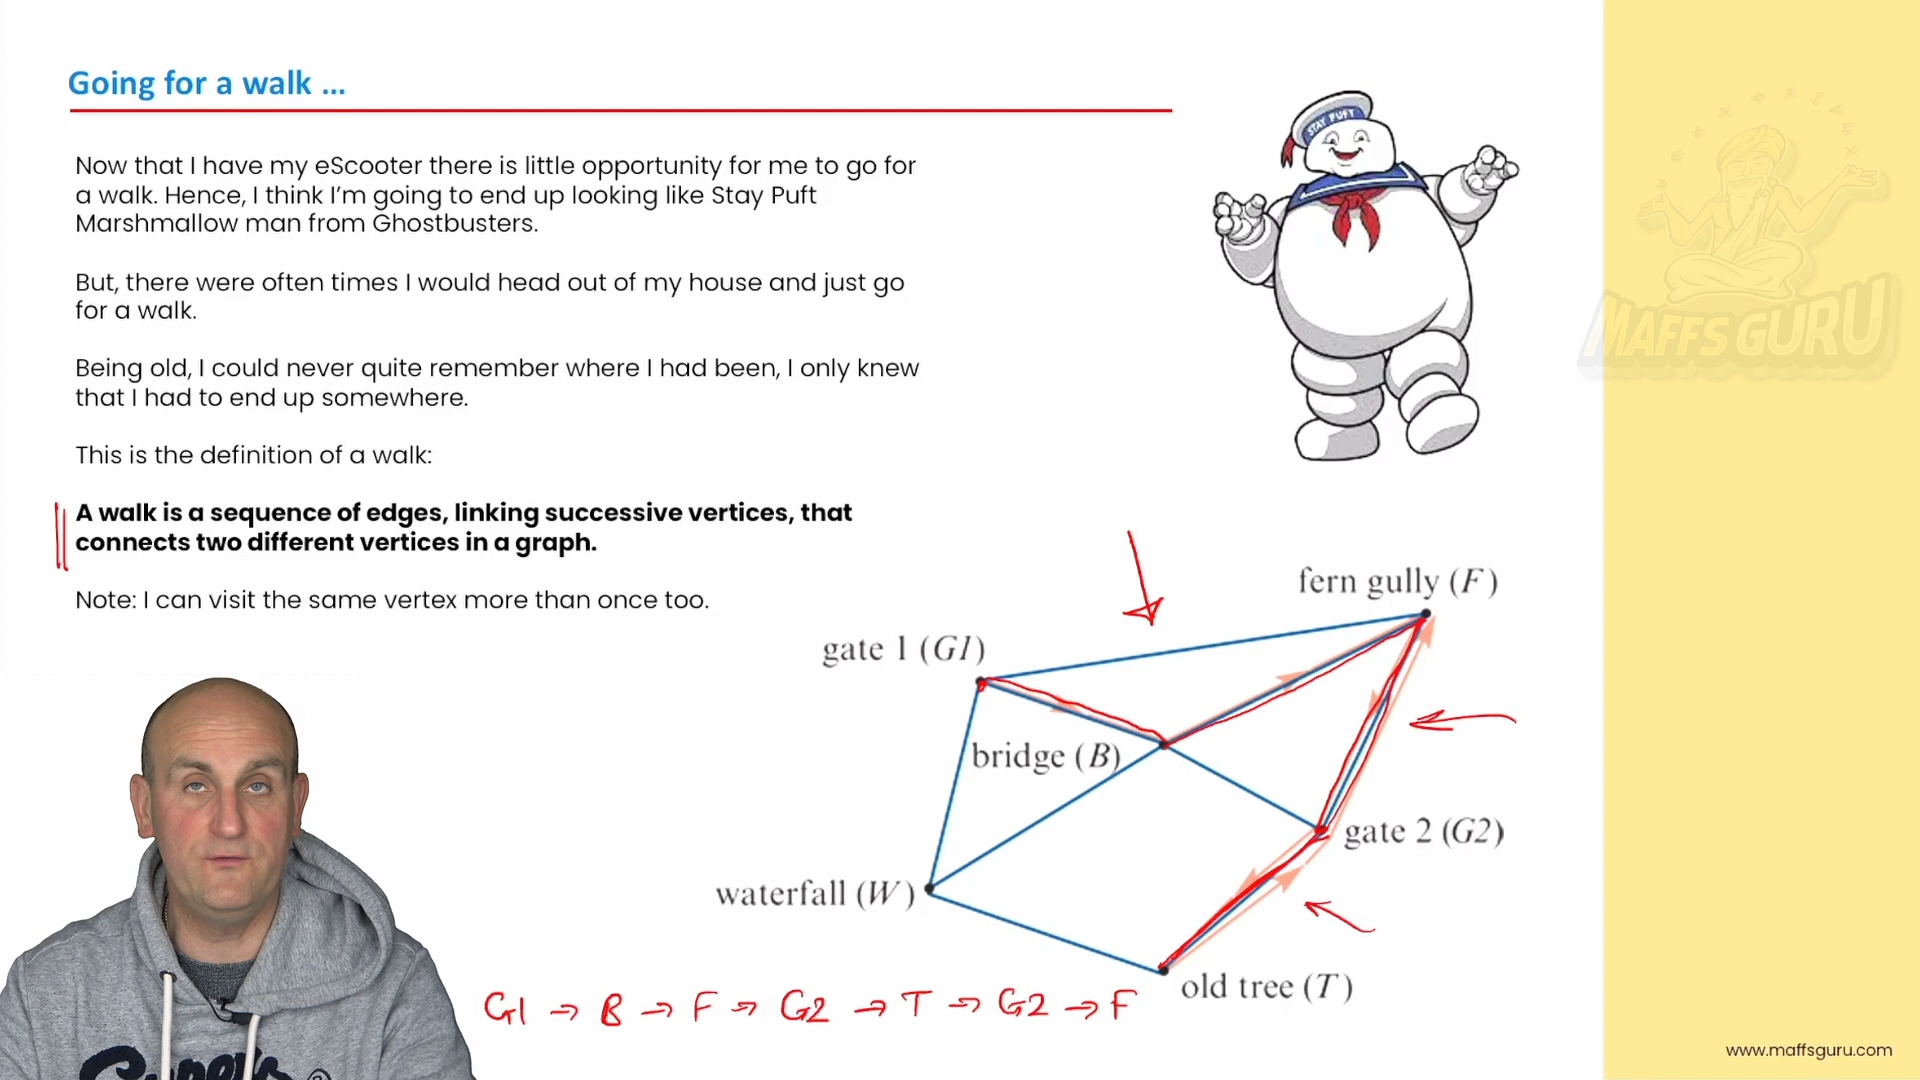 Going for a walk ...
STAY PUFT
Now that I have my eScooter there is little opportunity for me to go for
a walk. Hence, I think I'm going to end up looking like Stay Puft
Marshmallow man from Ghostbusters.
But, there were often times I would head out of my house and just go
for a walk.
Being old, I could never quite remember where I had been, I only knew
that I had to end up somewhere.
This is the definition of a walk:
A walk is a sequence of edges, linking successive vertices, that
connects two different vertices in a graph.
Note: I can visit the same vertex more than once too.
MAFFS GURU
fern gully (F)
gate 1 (G1)
bridge (B)
gate 2 (G2)
waterfall (W)
old tree (T)
G1 → B → F → G2 → T → G2 → F
www.maffsguru.com